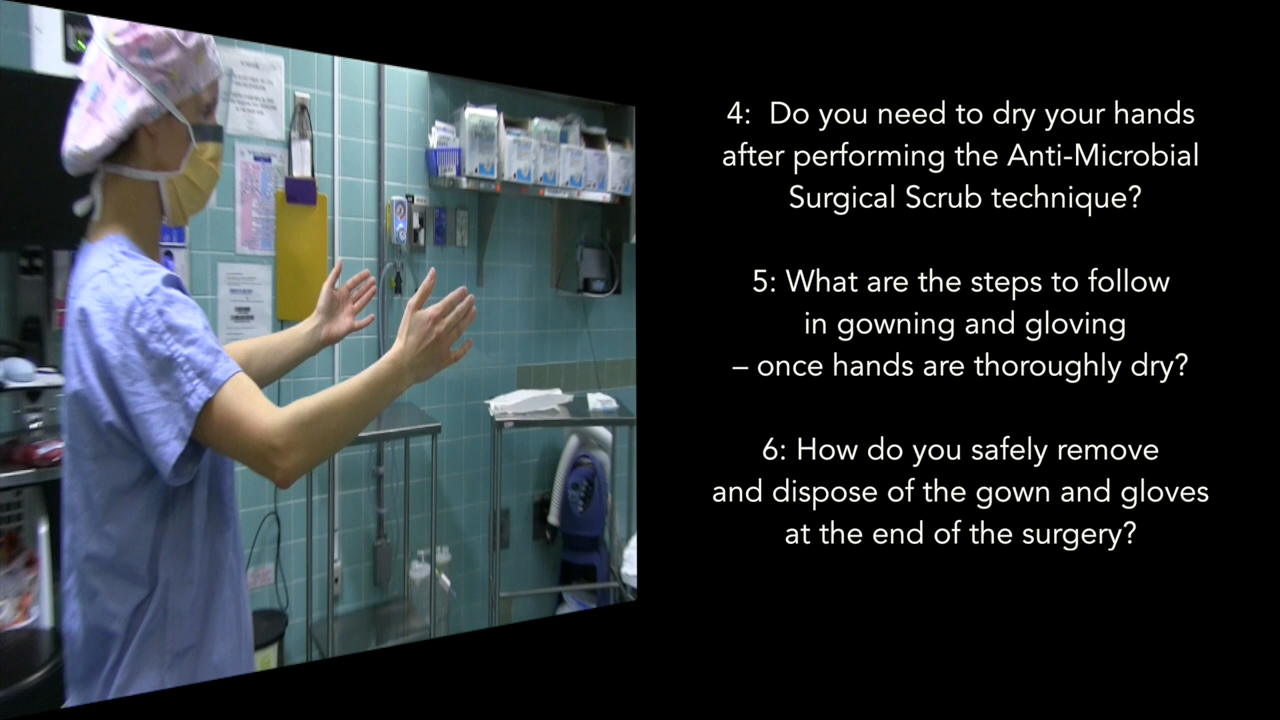 4: Do you need to dry your hands
after performing the Anti-Microbial
Surgical Scrub technique?
5: What are the steps to follow
in gowning and gloving
– once hands are thoroughly dry?
6: How do you safely remove
and dispose of the gown and gloves
at the end of the surgery?